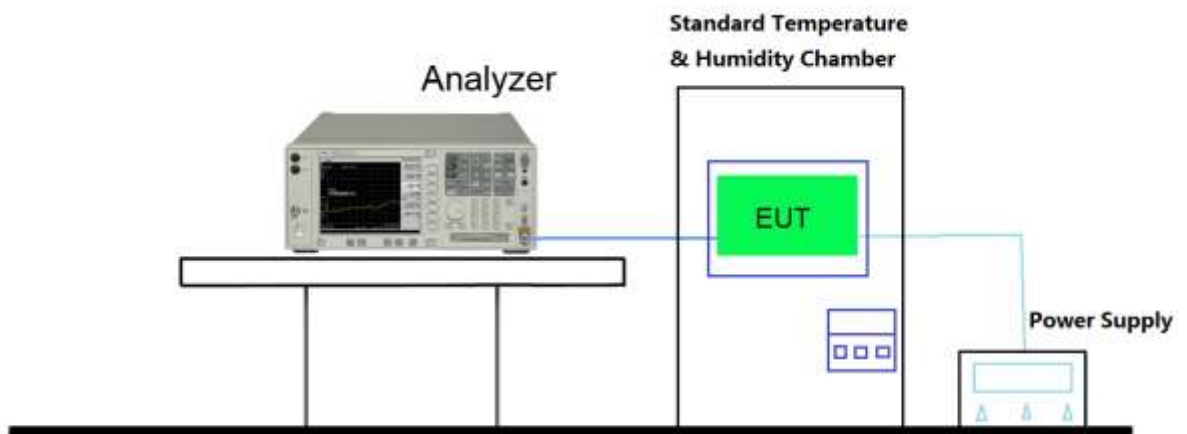 Standard Temperature
& Humidity Chamber
Analyzer
EUT
Power Supply